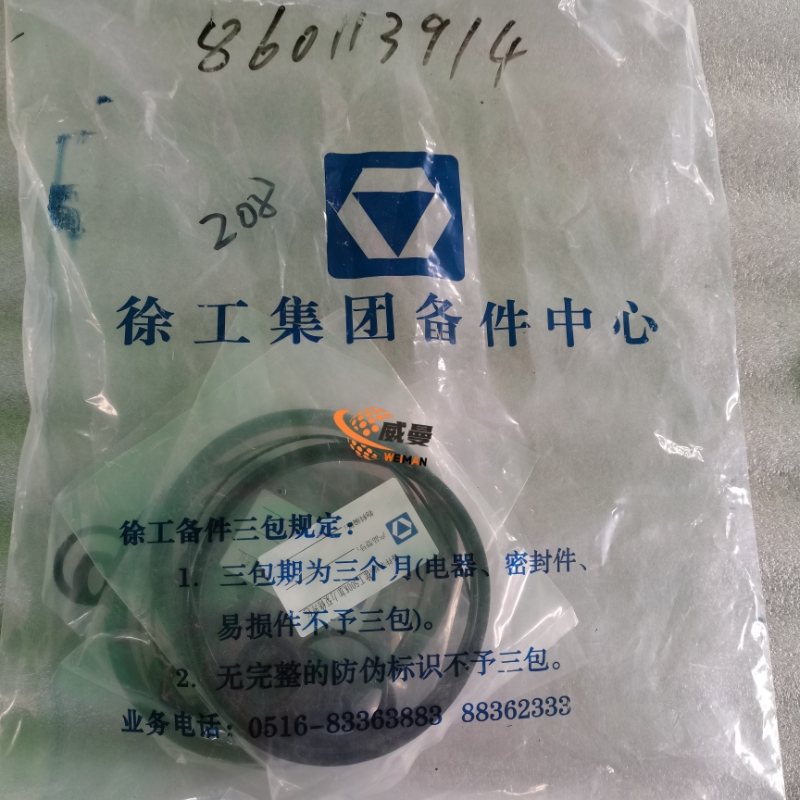 860113914
208
徐工集团备件中心
威曼
WEIMAN
徐工备件三包规定：
1. 三包期为三个月(电器、密封件、
易损件不予三包)。
2. 无完整的防伪标识不予三包。
业务电话：0516-83363883 88362333